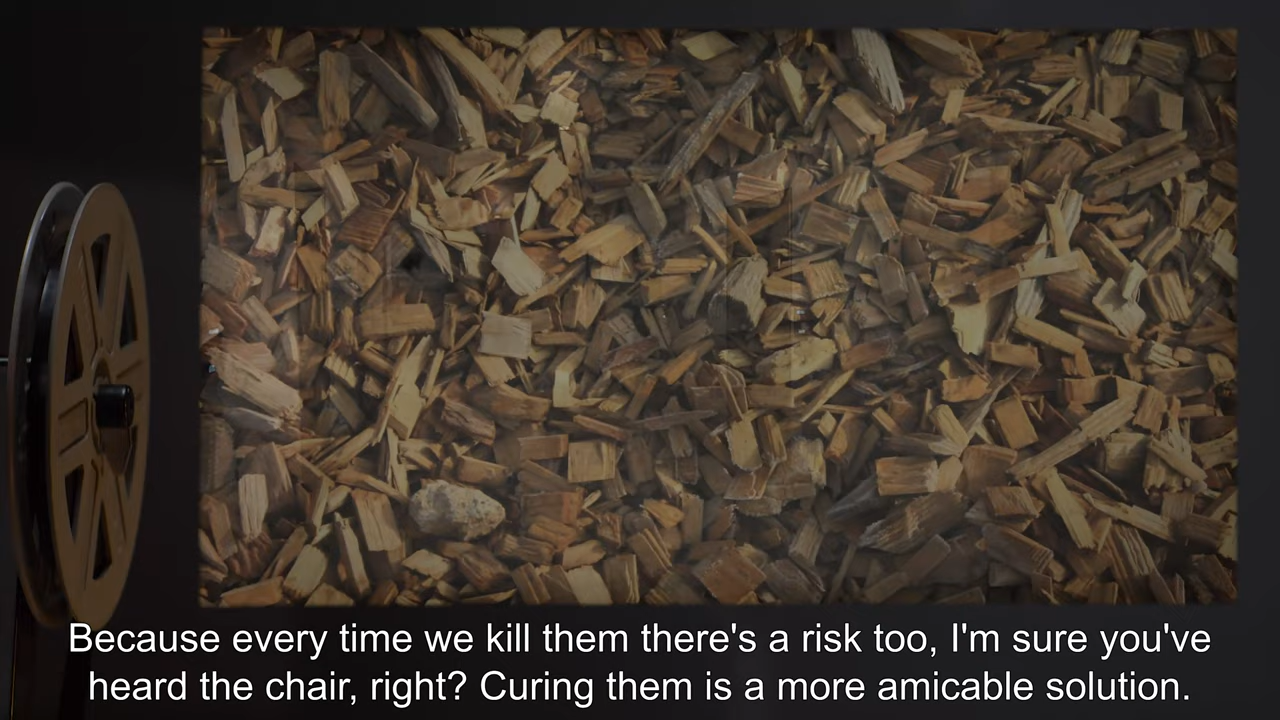 Because every time we kill them there's a risk too, I'm sure you've
heard the chair, right? Curing them is a more amicable solution.